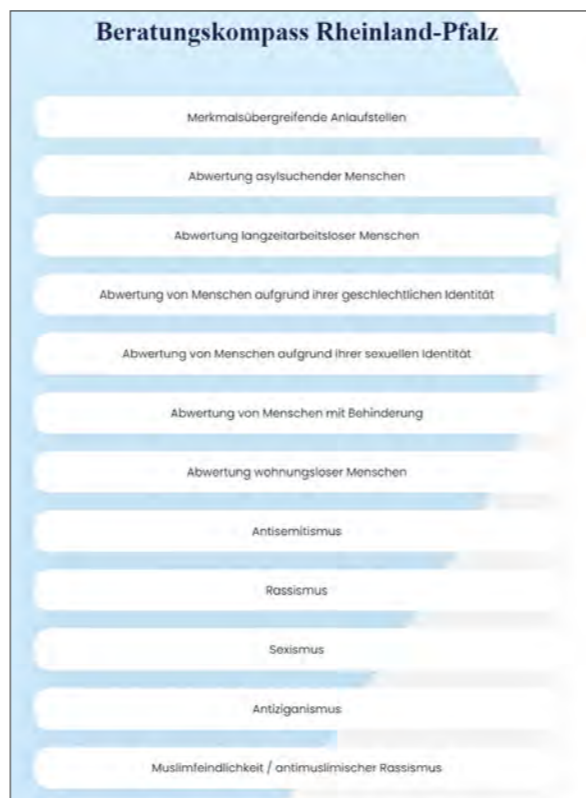 Beratungskompass Rheinland-Pfalz
Merkmalsübergreifende Anlaufstellen
Abwertung asylsuchender Menschen
Abwertung langzeitarbeitsloser Menschen
Abwertung von Menschen aufgrund ihrer geschlechtlichen Identität
Abwertung von Menschen aufgrund ihrer sexuellen Identität
Abwertung von Menschen mit Behinderung
Abwertung wohnungsloser Menschen
Antisemitismus
Rassismus
Sexismus
Antiziganismus
Muslimfeindlichkeit / antimuslimischer Rassismus